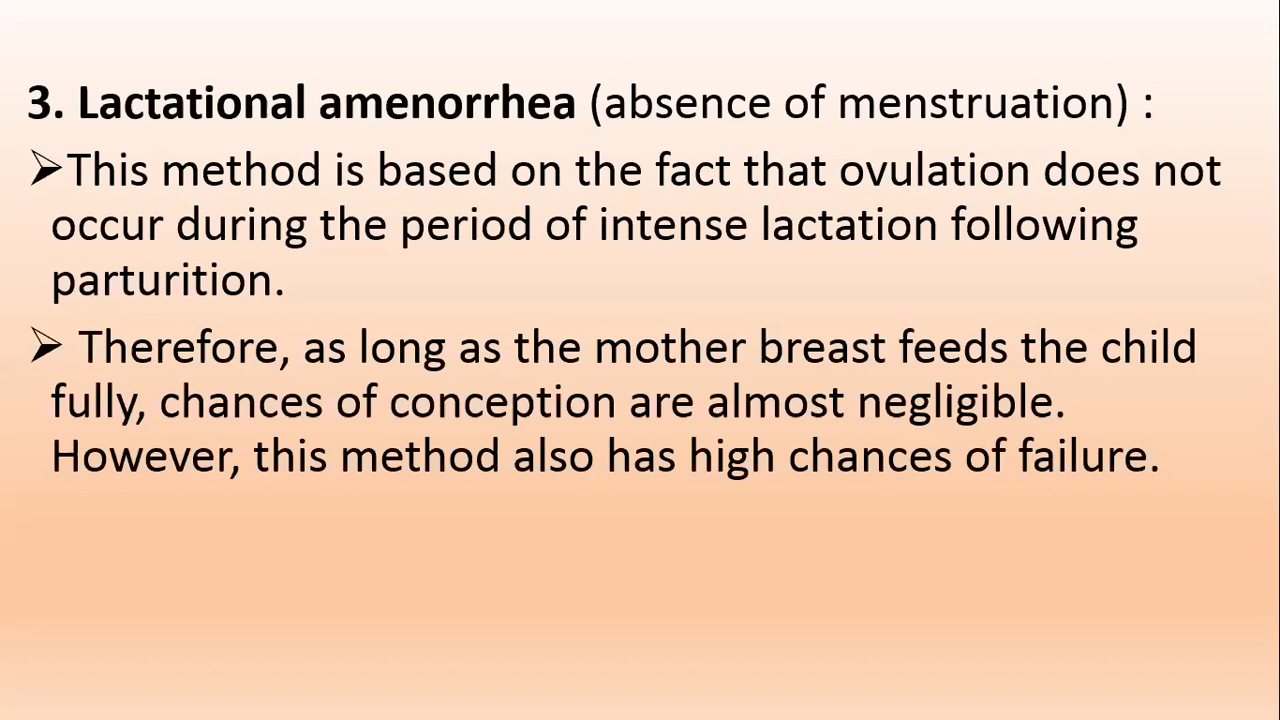 3. Lactational amenorrhea (absence of menstruation) :
➢This method is based on the fact that ovulation does not
occur during the period of intense lactation following
parturition.
➢ Therefore, as long as the mother breast feeds the child
fully, chances of conception are almost negligible.
However, this method also has high chances of failure.